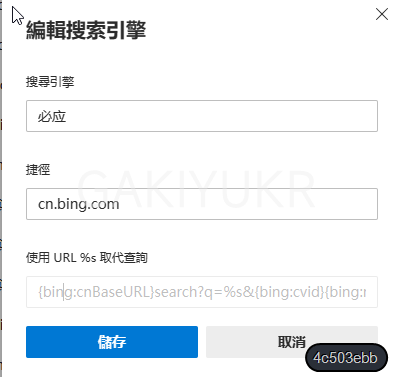 編輯搜索引擎
搜尋引擎
必应
捷徑
GAKIYUKR
cn.bing.com
使用 URL %s 取代查詢
{bing:cnBaseURL}search?q=%s&{bing:cvid}{bing:r
儲存
取消
4c503ebb